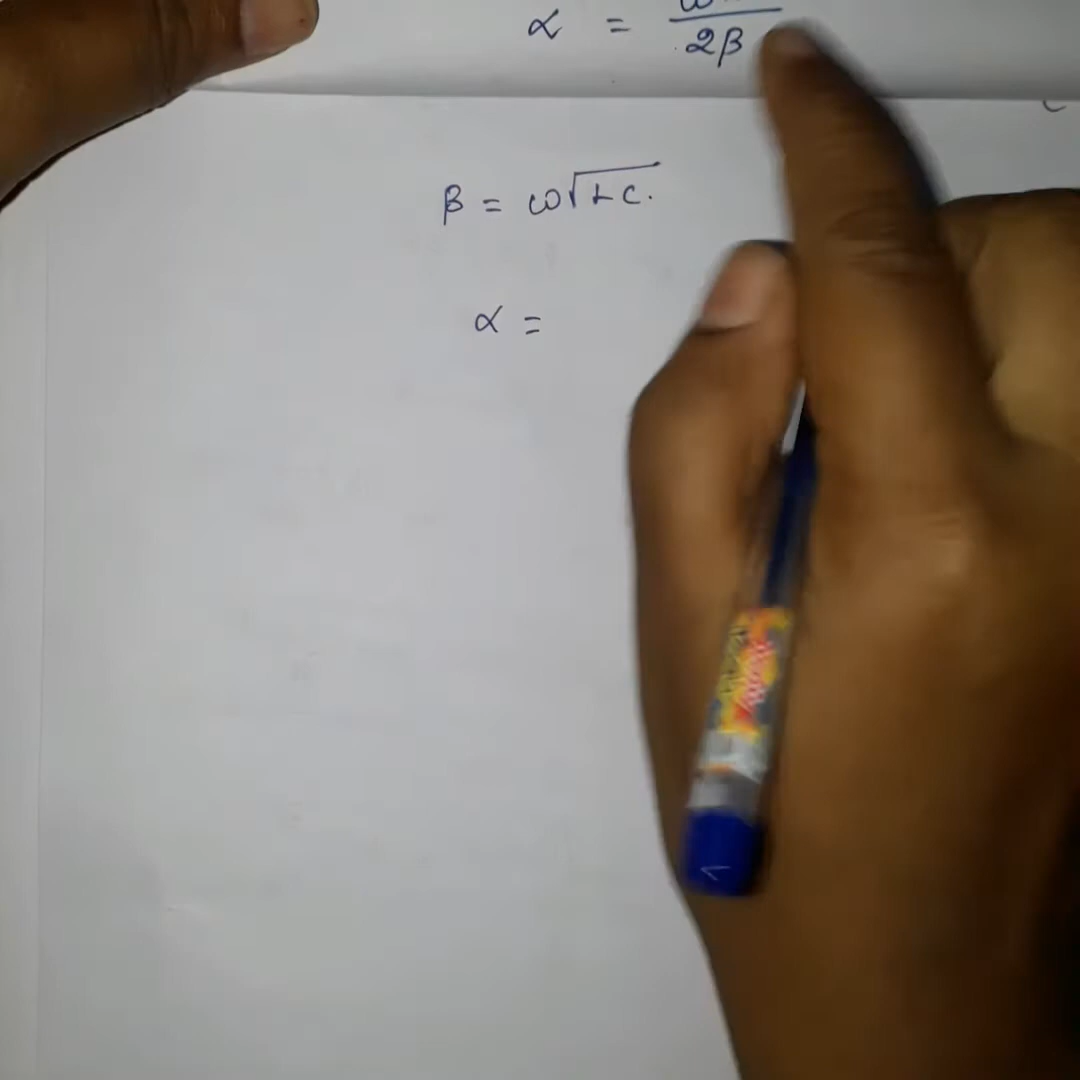 α = ω / 2β
β = ω√LC.
α =